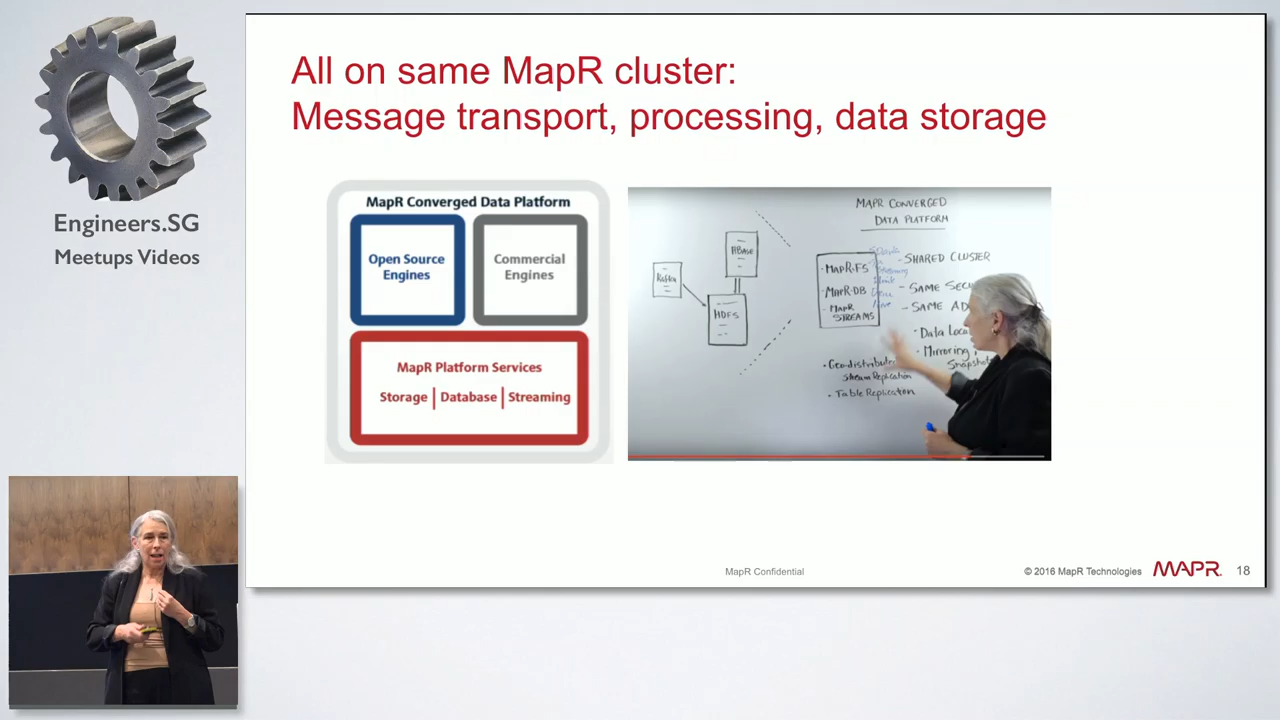 Engineers.SG
Meetups Videos
All on same MapR cluster:
Message transport, processing, data storage
MapR Converged Data Platform
Open Source
Engines
Commercial
Engines
MapR Platform Services
Storage | Database | Streaming
MAPR CONVERGED
DATA PLATFORM
HBase
Kafka
HDFS
• MAPR-FS
MAPR-DB
- MAPR
STREAMS
- SHARED CLUSTER
- SAME SECU
- SAME AD
• Data Loca
• Mirroring,
Snapshots
• Geo-distributed
Stream Replication
• Table Replication
MapR Confidential
© 2016 MapR Technologies
MAPR
18